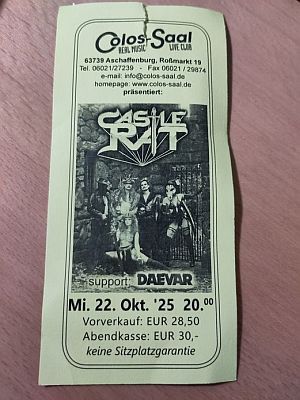 Colos-Saal
REAL MUSIC LIVE CLUB
63739 Aschaffenburg, Roßmarkt 19
Tel. 06021/27239 - Fax 06021 / 29874
e-mail: info@colos-saal.de
homepage: www.colos-saal.de
präsentiert:
CASTLE
RAT
support: DAEVAR
Mi. 22. Okt. '25 20.00
Vorverkauf: EUR 28,50
Abendkasse: EUR 30,-
keine Sitzplatzgarantie